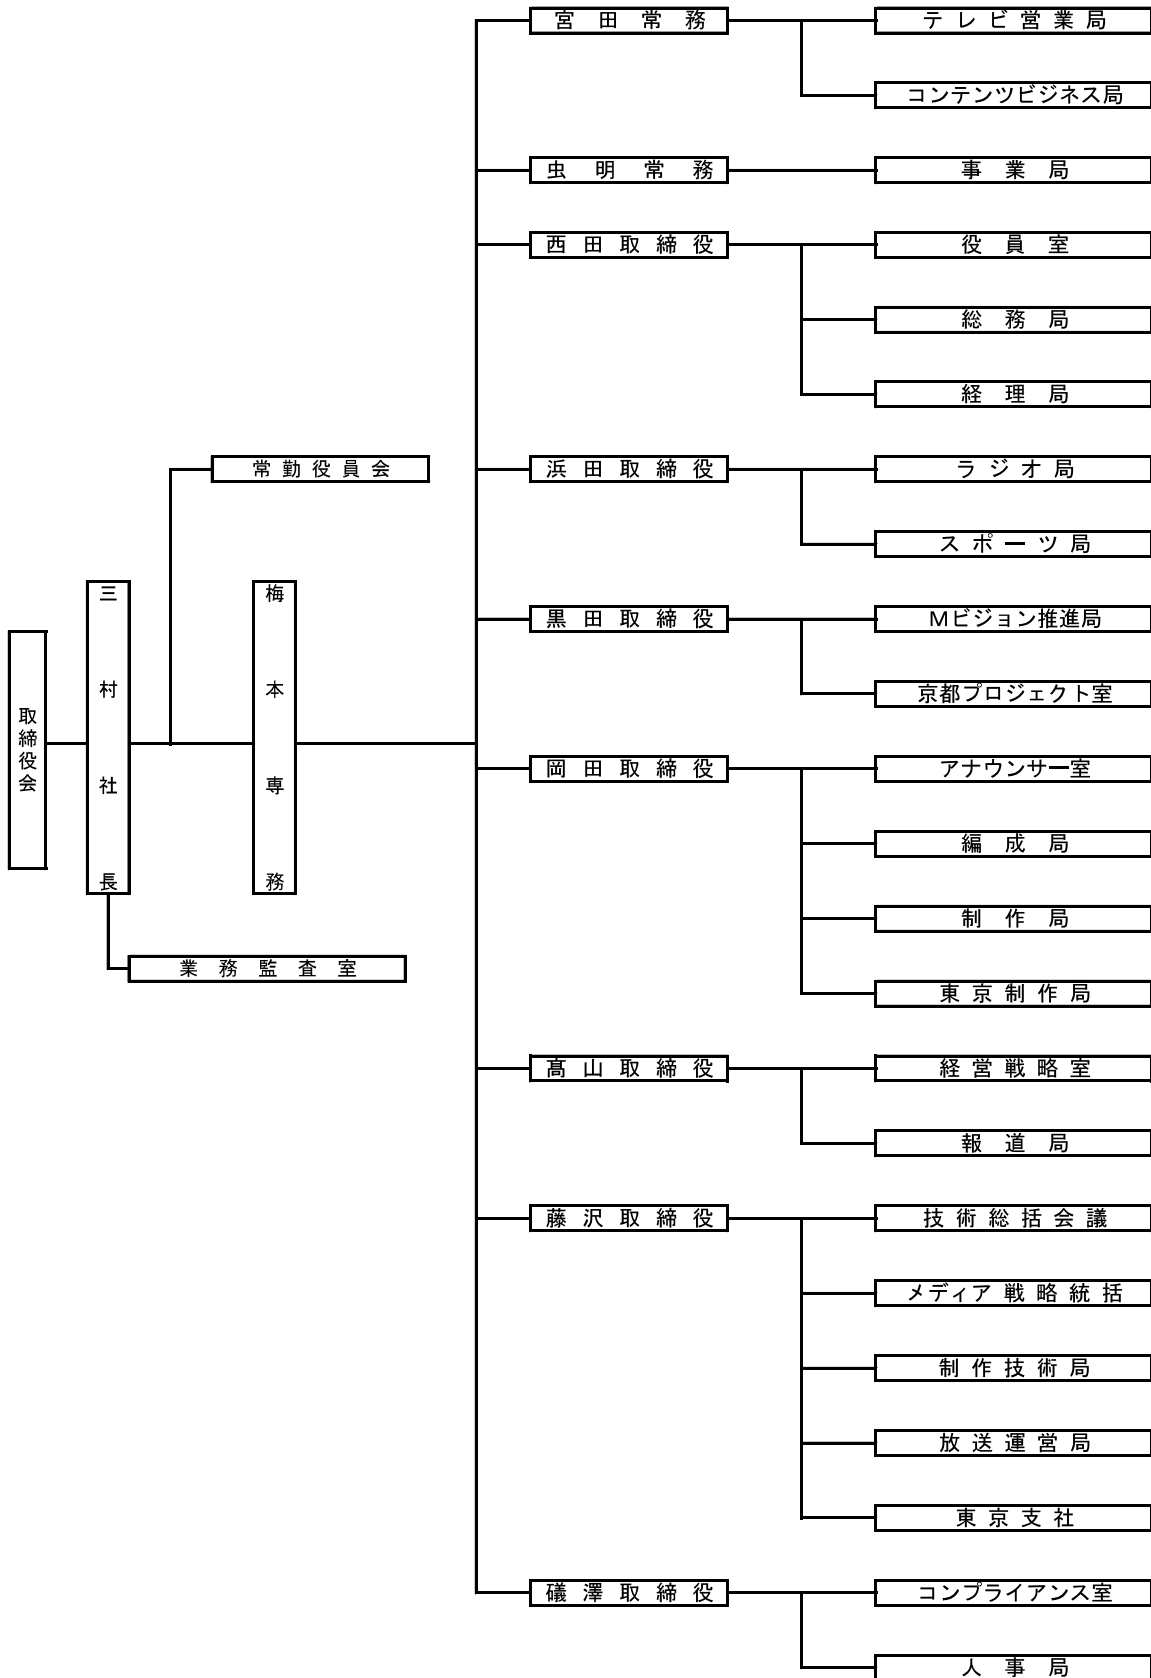 取締役会
三村社長
常勤役員会
梅本専務
業務監査室
宮田常務
テレビ営業局
コンテンツビジネス局
虫明常務
事業局
西田取締役
役員室
総務局
経理局
浜田取締役
ラジオ局
スポーツ局
黒田取締役
Mビジョン推進局
京都プロジェクト室
岡田取締役
アナウンサー室
編成局
制作局
東京制作局
髙山取締役
経営戦略室
報道局
藤沢取締役
技術総括会議
メディア戦略統括
制作技術局
放送運営局
東京支社
礒澤取締役
コンプライアンス室
人事局